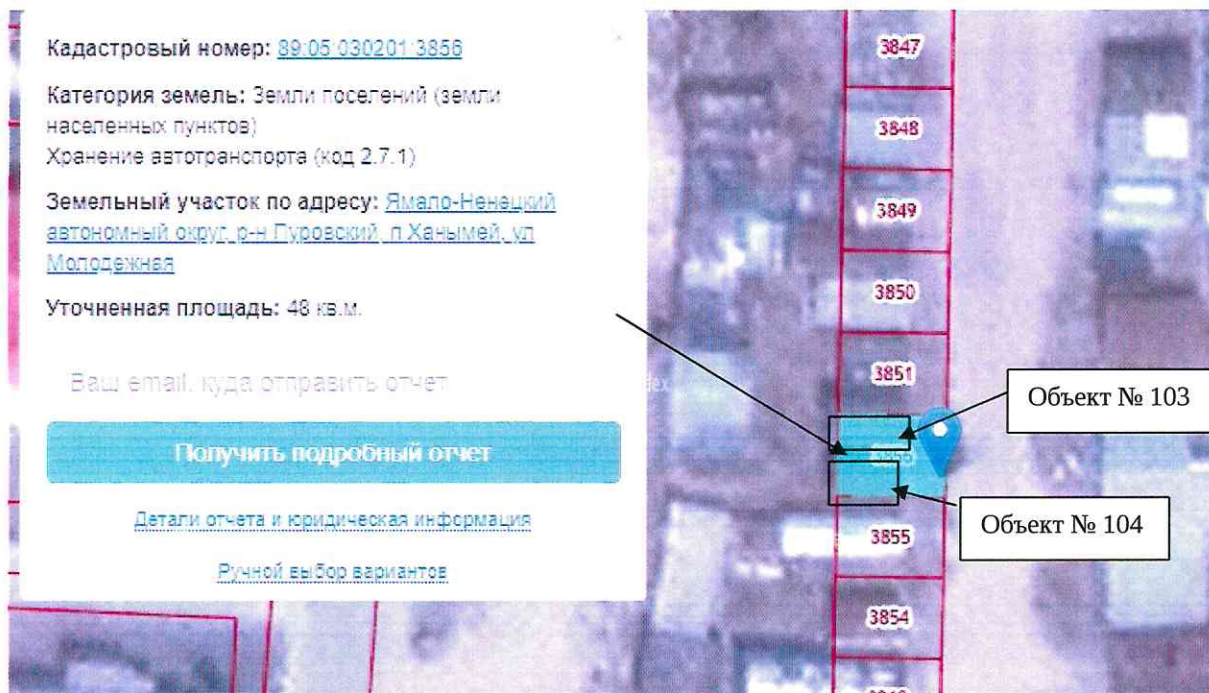 Кадастровый номер: 89:05:030201:3856
Категория земель: Земли поселений (земли
населенных пунктов)
Хранение автотранспорта (код 2.7.1)
Земельный участок по адресу: Ямало-Ненецкий
автономный округ, р-н Пуровский, п Ханымей, ул
Молодежная
Уточненная площадь: 48 кв.м.
Ваш email, куда отправить отчет
Получить подробный отчет
Детали отчета и юридическая информация
Ручной выбор вариантов
3847
3848
3849
3850
3851
Объект № 103
3856
Объект № 104
3855
3854